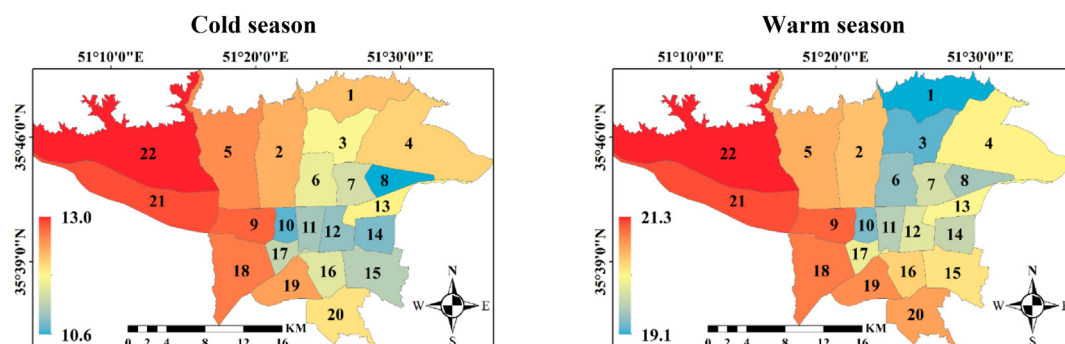 Cold season
51°10'0"E 51°20'0"E 51°30'0"E
35°46'0"N
35°39'0"N
1
22 5 2 3 4
6 7 8
21 13
9 10 11 12 14
17
18 16 15
19
20
13.0
10.6
N
W E
S
KM
0 2 4 8 12 16
Warm season
51°10'0"E 51°20'0"E 51°30'0"E
35°46'0"N
35°39'0"N
1
22 5 2 3 4
6 7 8
21 13
9 10 11 12 14
17
18 16 15
19
20
21.3
19.1
N
W E
S
KM
0 2 4 8 12 16